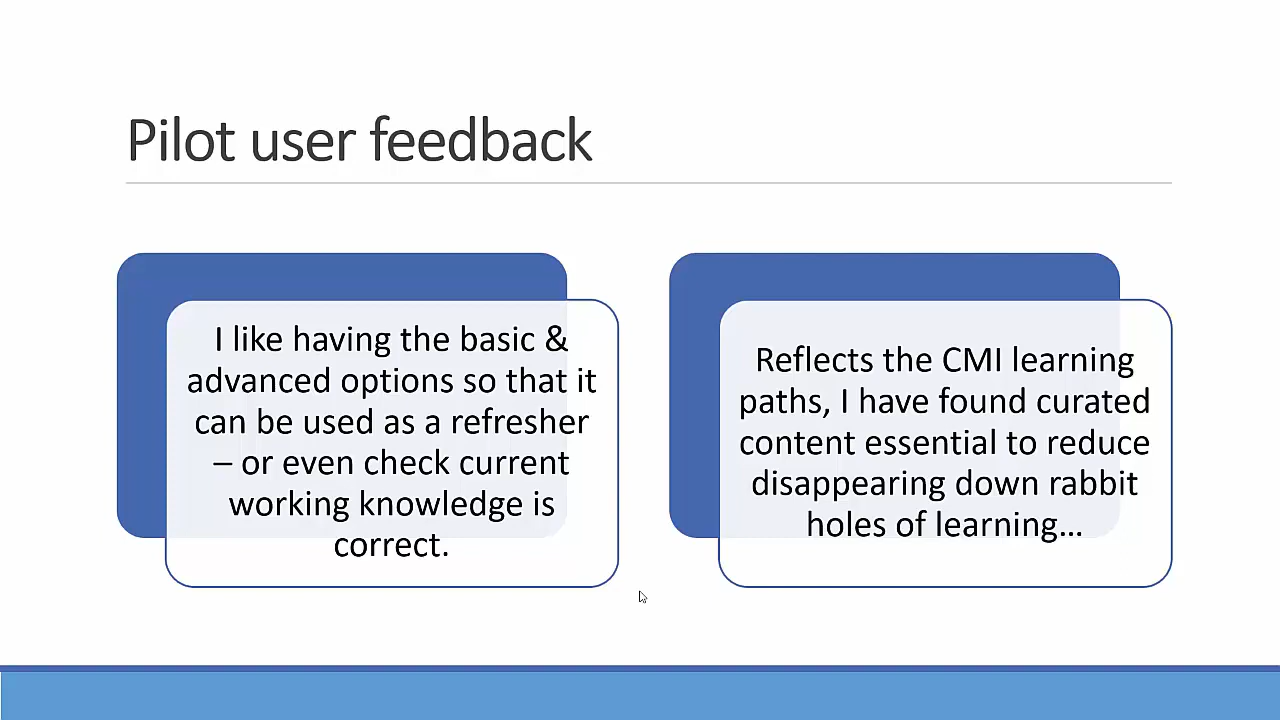 Pilot user feedback
I like having the basic &
advanced options so that it
can be used as a refresher
– or even check current
working knowledge is
correct.
Reflects the CMI learning
paths, I have found curated
content essential to reduce
disappearing down rabbit
holes of learning…